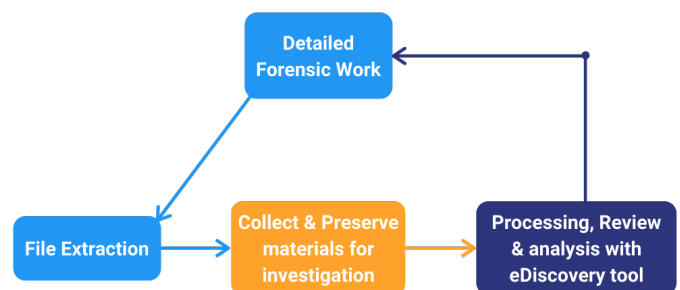 Detailed
Forensic Work
File Extraction
Collect & Preserve
materials for
investigation
Processing, Review
& analysis with
eDiscovery tool